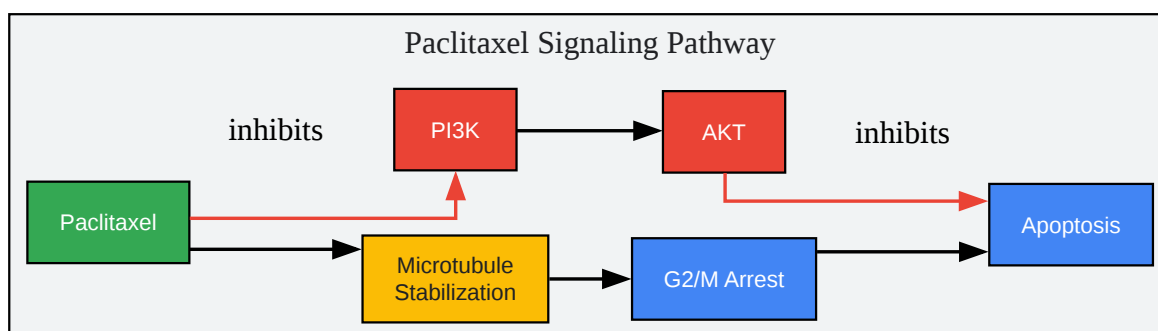 Paclitaxel Signaling Pathway
inhibits
PI3K
AKT
inhibits
Paclitaxel
Apoptosis
Microtubule
Stabilization
G2/M Arrest